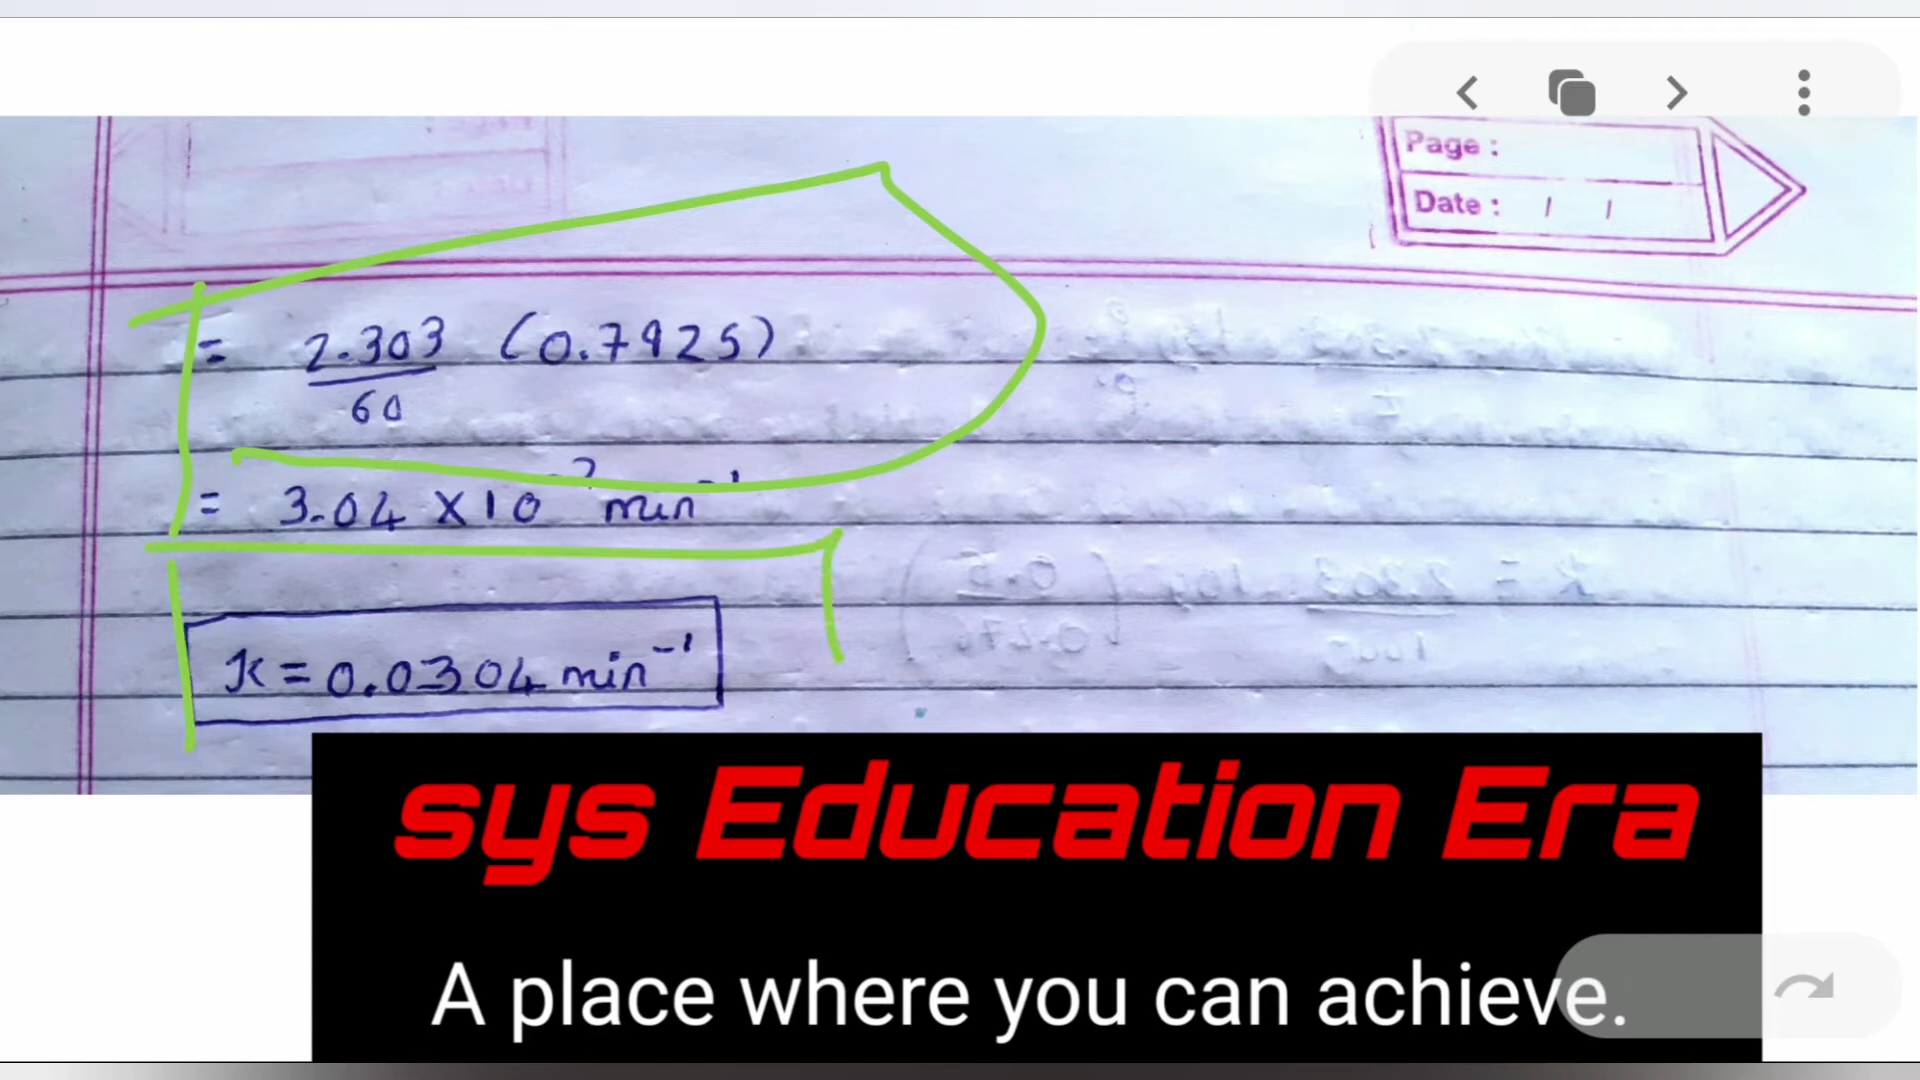 Page :
Date : / /
= 2.303 (0.7925)
60
= 3.04 X 10⁻² min⁻¹
K = 0.0304 min⁻¹
sys Education Era
A place where you can achieve.